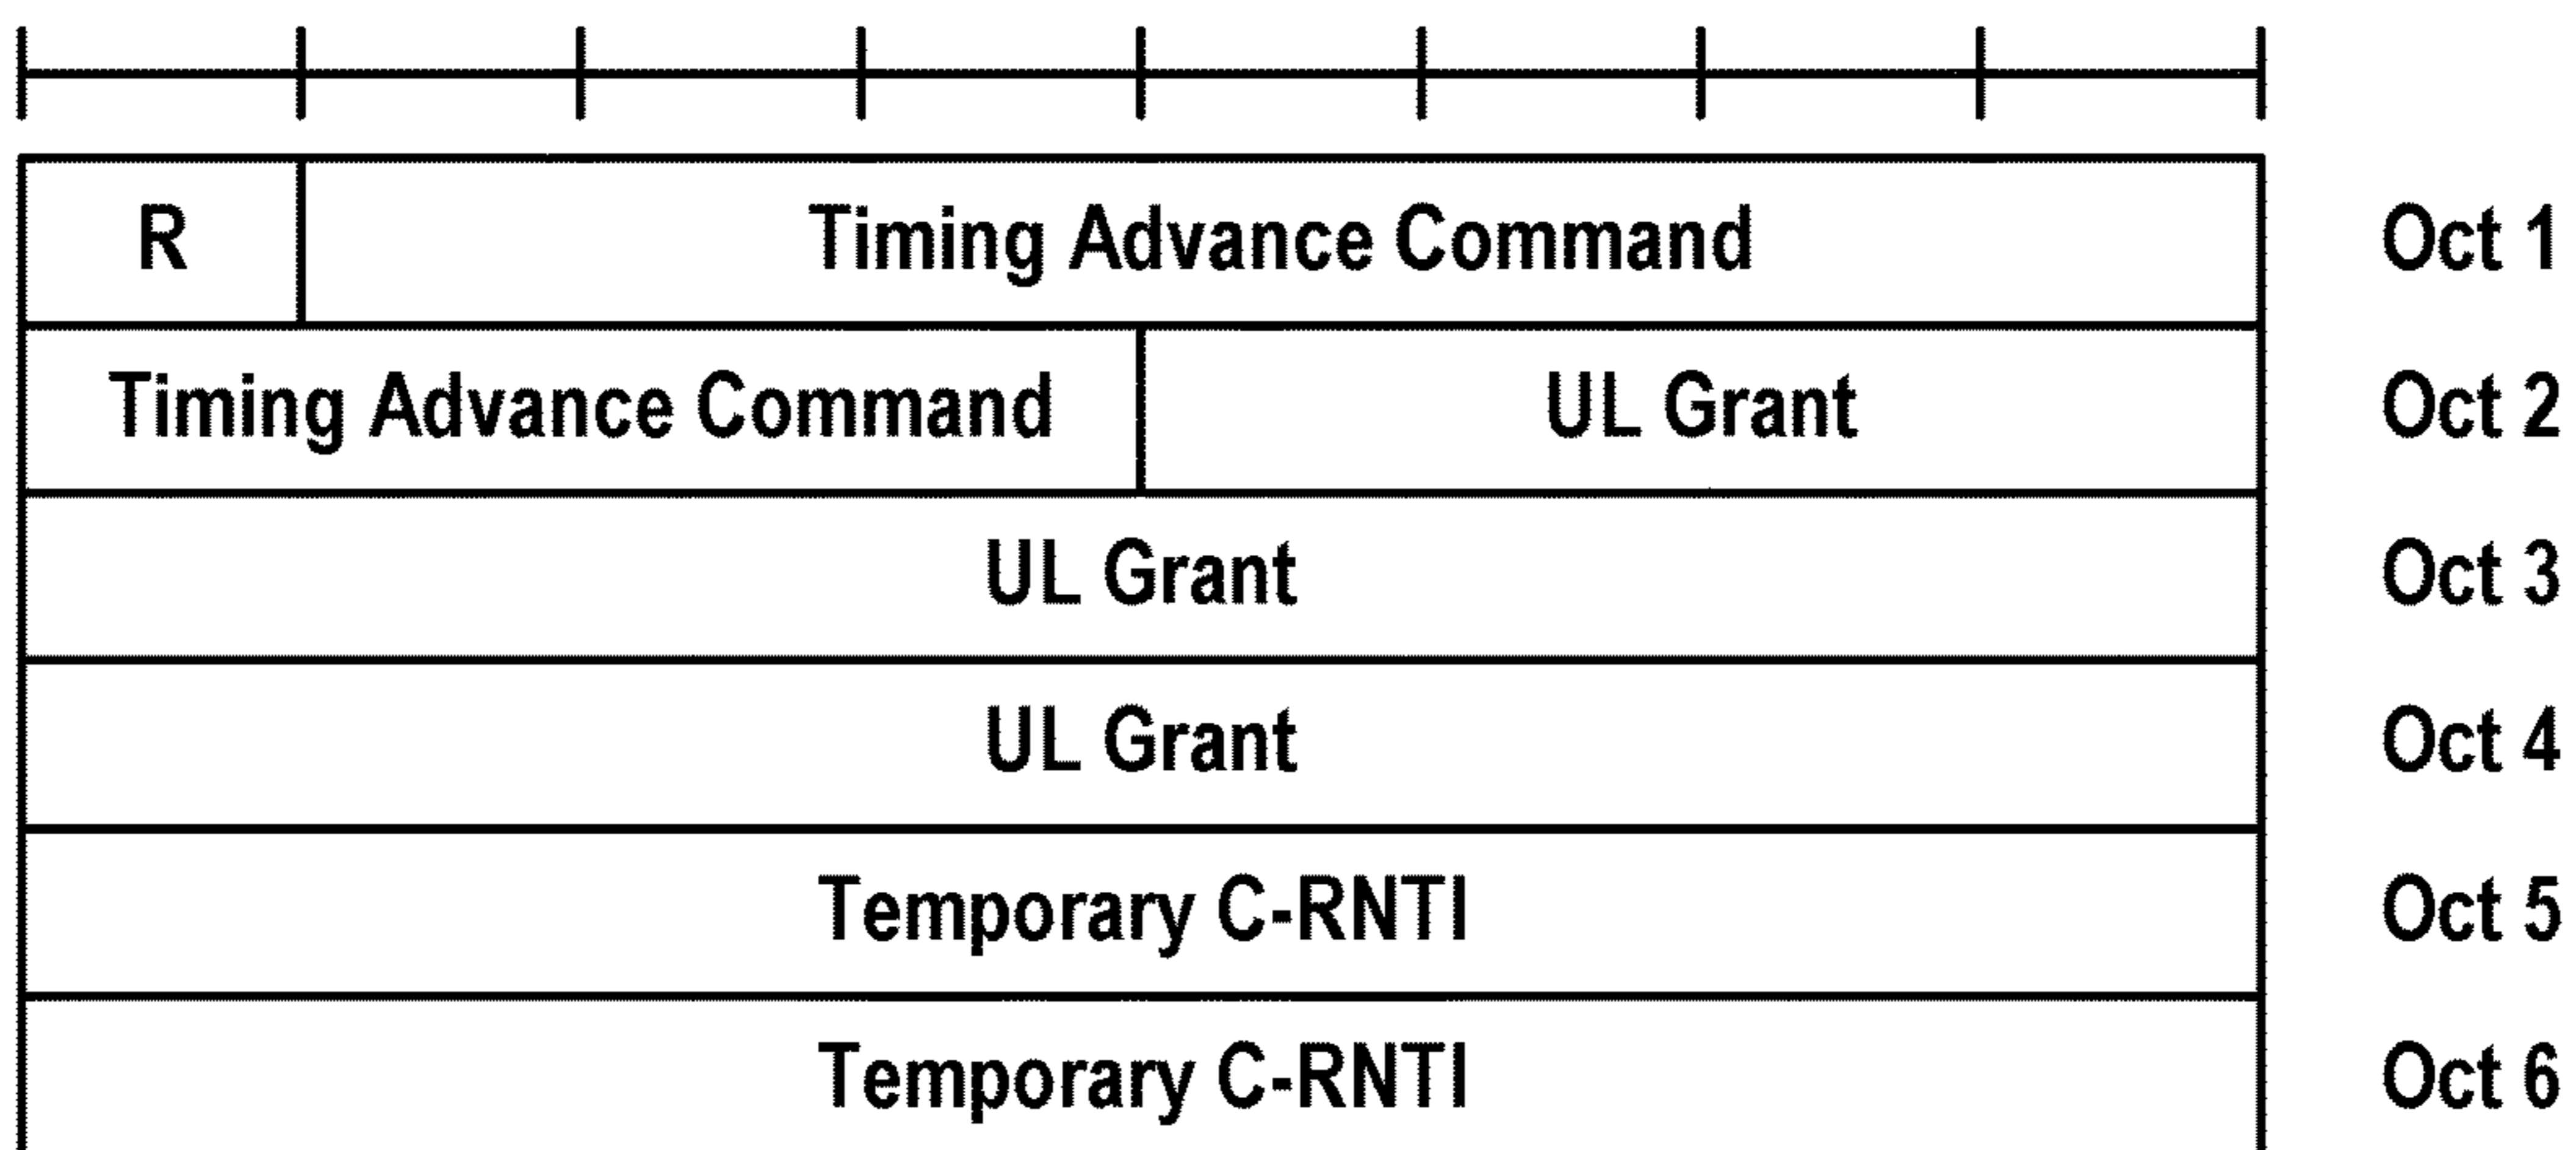 R Timing Advance Command Oct 1
Timing Advance Command UL Grant Oct 2
UL Grant Oct 3
UL Grant Oct 4
Temporary C-RNTI Oct 5
Temporary C-RNTI Oct 6